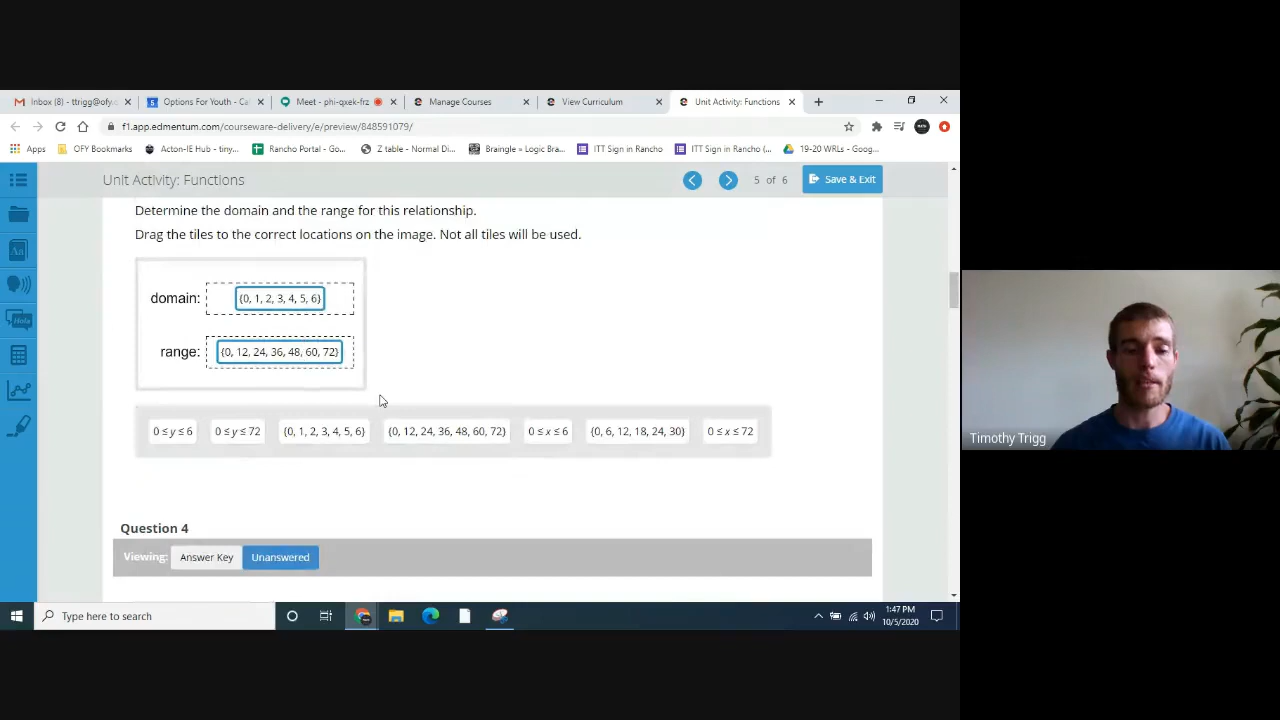 Inbox (8) - ttrigg@ofy.c
Options For Youth - Ca
Meet - phi-qxek-frz
Manage Courses
View Curriculum
Unit Activity: Functions
f1.app.edmentum.com/courseware-delivery/e/preview/848591079/
Apps
OFY Bookmarks
Acton-IE Hub - tiny...
Rancho Portal - Go...
Z table - Normal Di...
Braingle » Logic Bra...
ITT Sign in Rancho
ITT Sign in Rancho (...
19-20 WRLs - Goog...
Unit Activity: Functions
5 of 6
Save & Exit
Determine the domain and the range for this relationship.
Drag the tiles to the correct locations on the image. Not all tiles will be used.
domain: {0, 1, 2, 3, 4, 5, 6}
range: {0, 12, 24, 36, 48, 60, 72}
0 ≤ y ≤ 6
0 ≤ y ≤ 72
{0, 1, 2, 3, 4, 5, 6}
{0, 12, 24, 36, 48, 60, 72}
0 ≤ x ≤ 6
{0, 6, 12, 18, 24, 30}
0 ≤ x ≤ 72
Question 4
Viewing:
Answer Key
Unanswered
Type here to search
1:47 PM
10/5/2020
Timothy Trigg